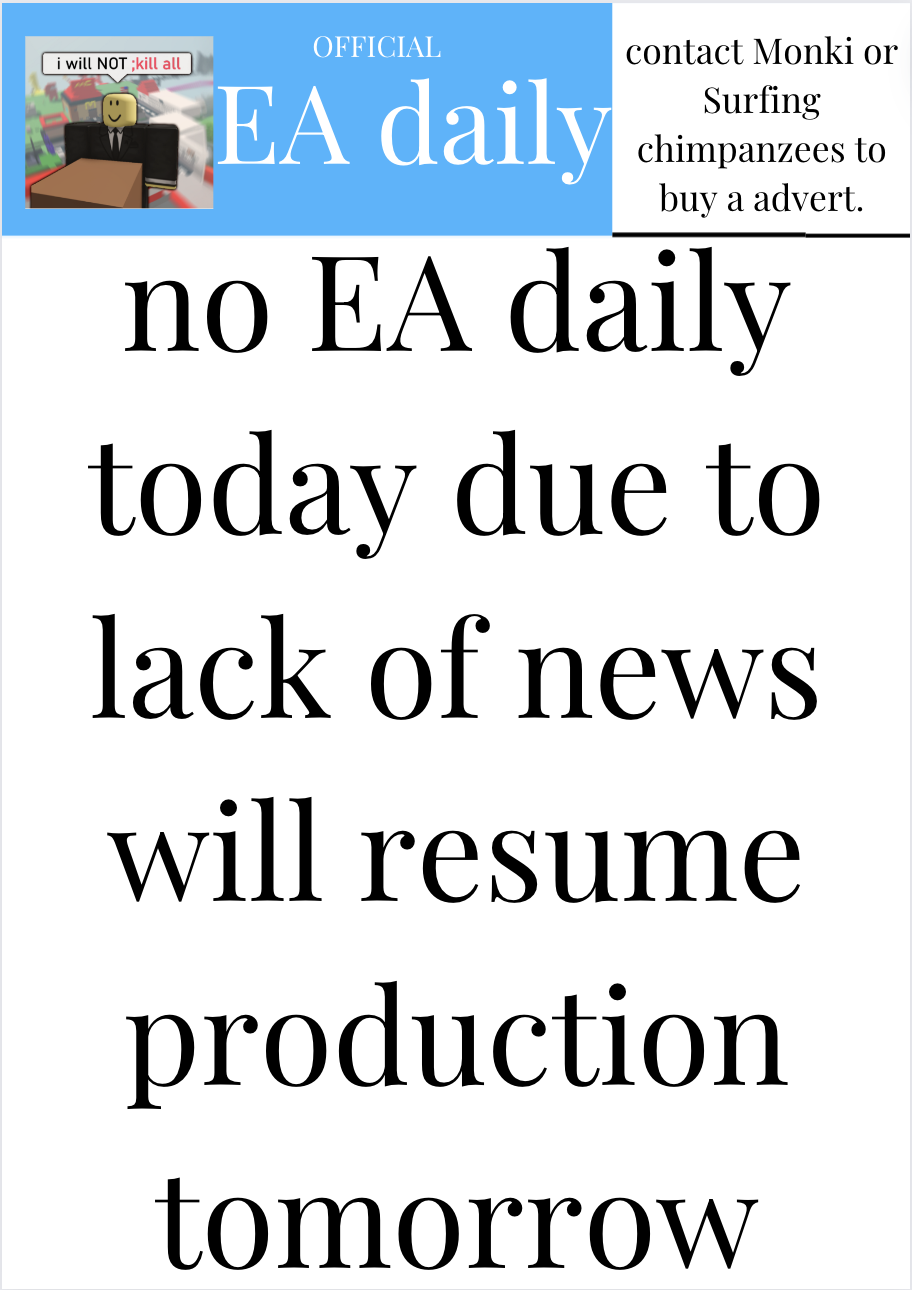 i will NOT ;kill all
OFFICIAL
EA daily
contact Monki or
Surfing
chimpanzees to
buy a advert.
no EA daily
today due to
lack of news
will resume
production
tomorrow